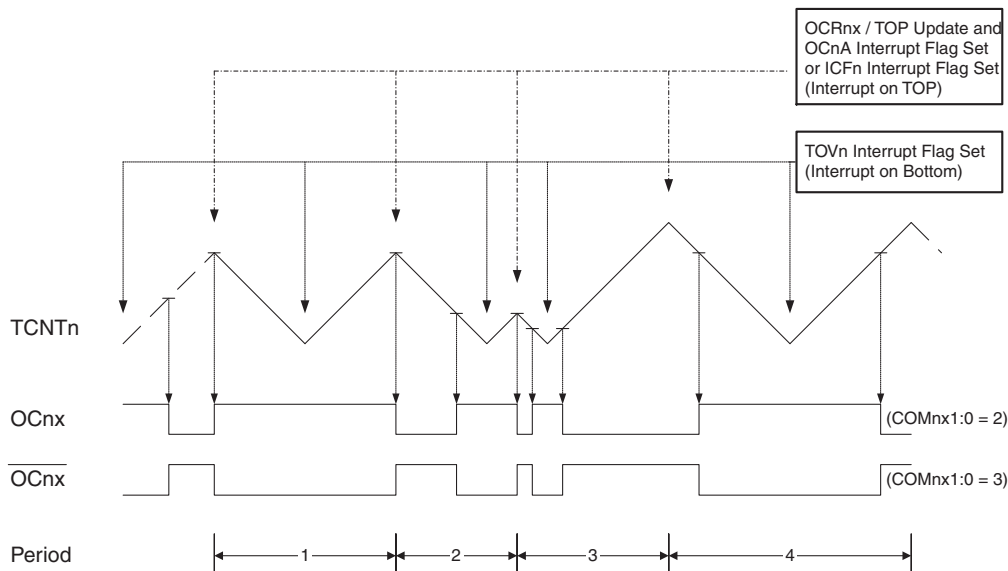 OCRnx / TOP Update and
OCnA Interrupt Flag Set
or ICFn Interrupt Flag Set
(Interrupt on TOP)
TOVn Interrupt Flag Set
(Interrupt on Bottom)
TCNTn
OCnx
(COMnx1:0 = 2)
OCnx
(COMnx1:0 = 3)
Period
1
2
3
4